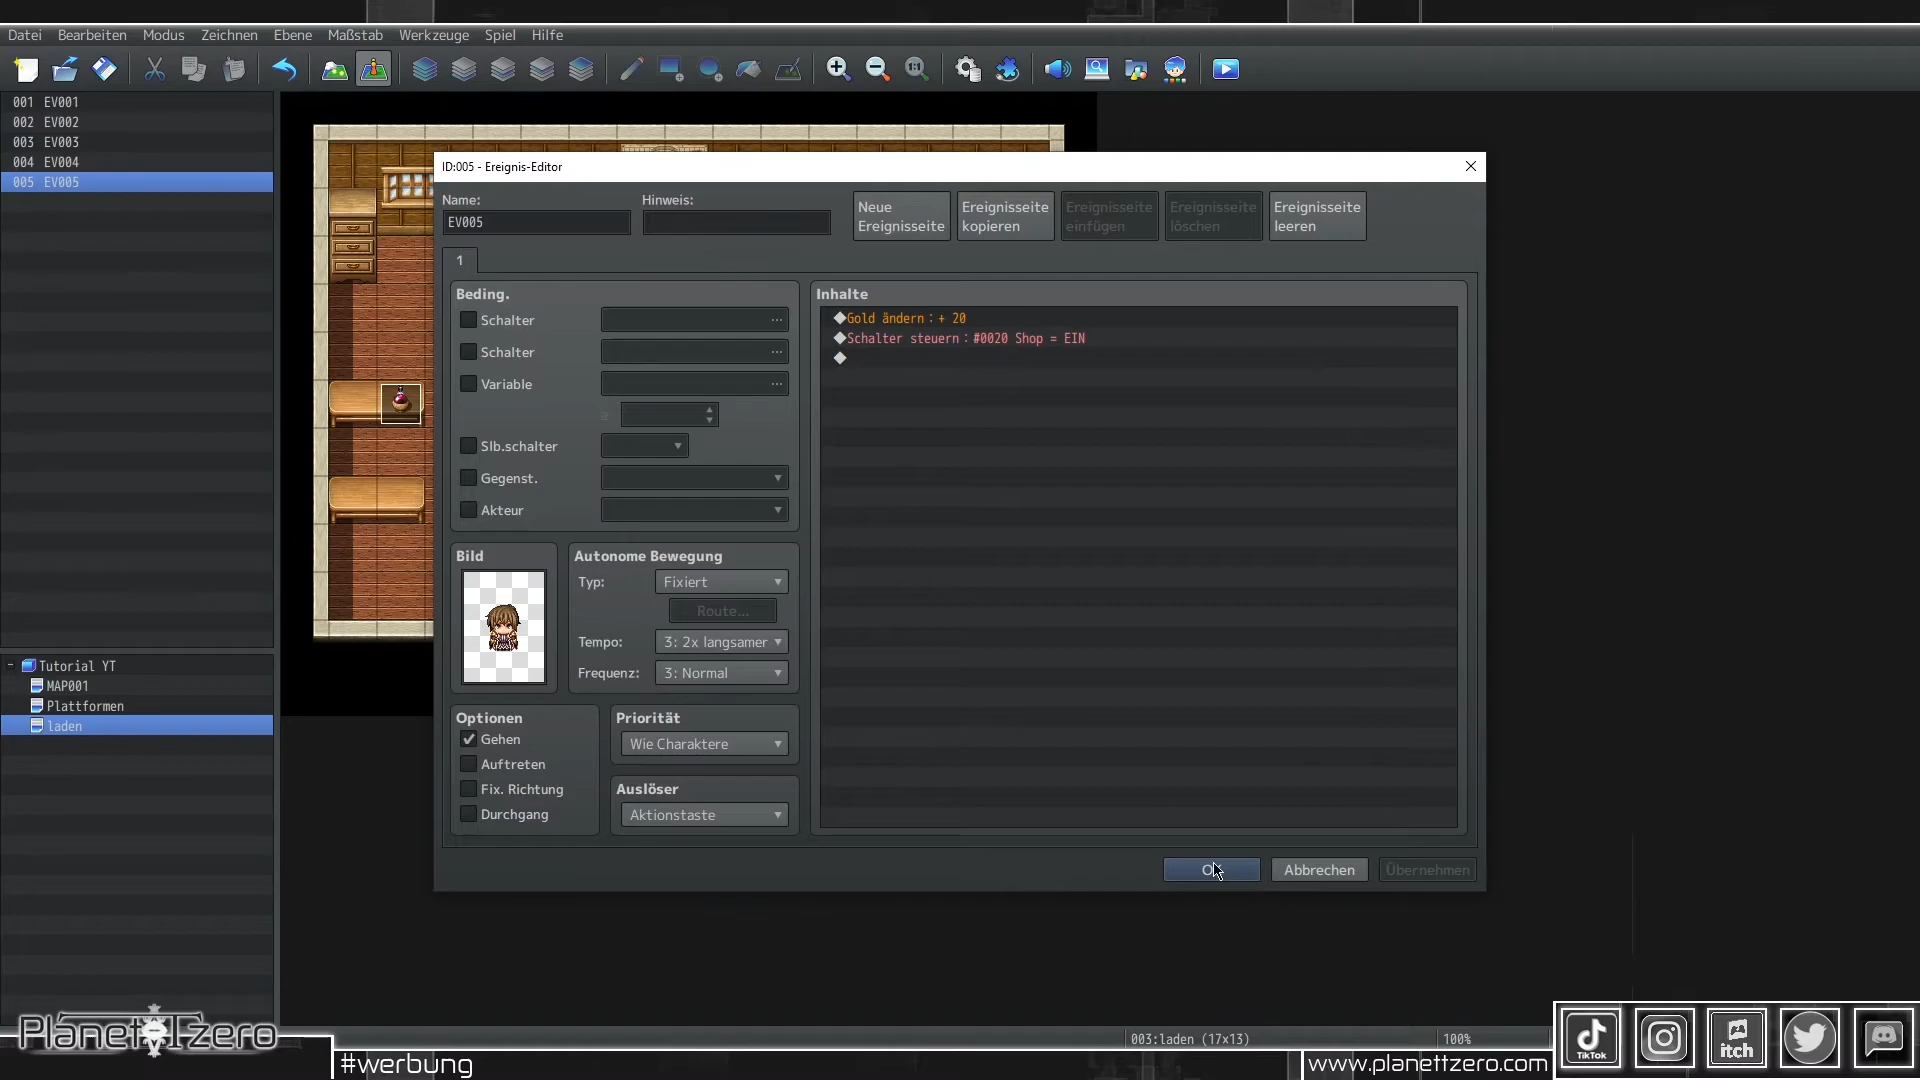 Datei Bearbeiten Modus Zeichnen Ebene Maßstab Werkzeuge Spiel Hilfe
1:1
001 EV001
002 EV002
003 EV003
004 EV004
005 EV005
ID:005 - Ereignis-Editor
Name:
EV005
Hinweis:
Neue Ereignisseite
Ereignisseite kopieren
Ereignisseite einfügen
Ereignisseite löschen
Ereignisseite leeren
1
Beding.
Schalter ...
Schalter ...
Variable ...
≥
Slb.schalter
Gegenst.
Akteur
Bild
Autonome Bewegung
Typ: Fixiert
Route...
Tempo: 3: 2x langsamer
Frequenz: 3: Normal
Optionen
Gehen
Auftreten
Fix. Richtung
Durchgang
Priorität
Wie Charaktere
Auslöser
Aktionstaste
Inhalte
◆Gold ändern：+ 20
◆Schalter steuern：#0020 Shop = EIN
◆
OK
Abbrechen
Übernehmen
Tutorial YT
MAP001
Plattformen
laden
003:laden (17x13)
100%
PlanetTzero
#werbung
www.planettzero.com
TikTok
itch